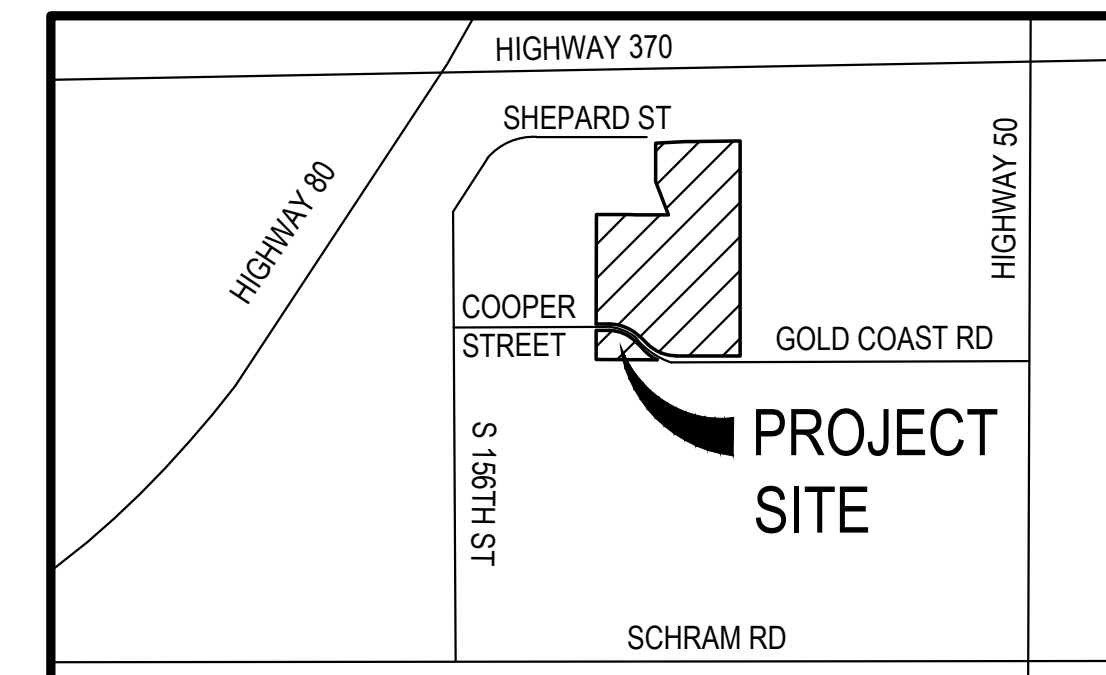 HIGHWAY 370
SHEPARD ST
HIGHWAY 80
HIGHWAY 50
COOPER
STREET
GOLD COAST RD
PROJECT
SITE
S 156TH ST
SCHRAM RD